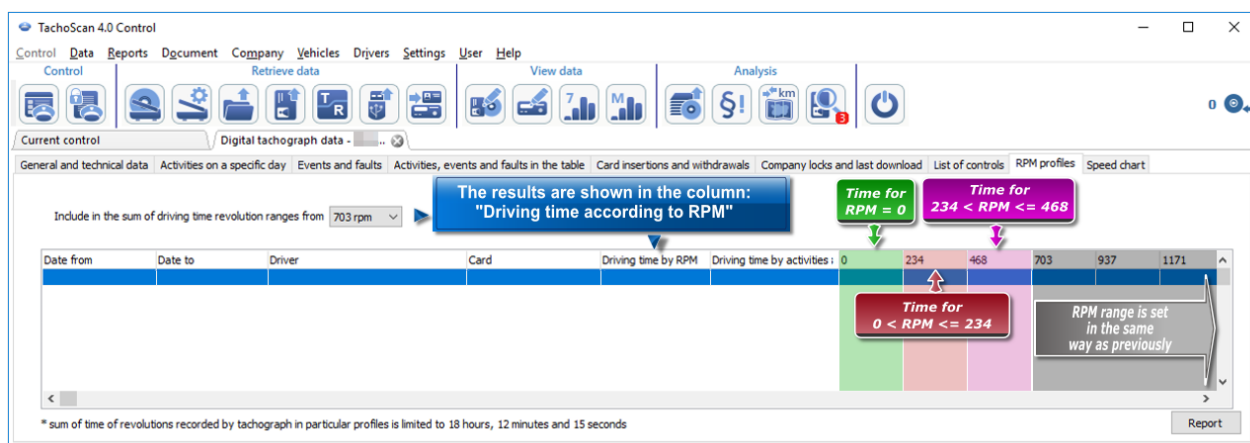 TachoScan 4.0 Control
Control Data Reports Document Company Vehicles Drivers Settings User Help
Control Retrieve data View data Analysis
T R 7 M §! km 3 0
Current control Digital tachograph data - ..
General and technical data Activities on a specific day Events and faults Activities, events and faults in the table Card insertions and withdrawals Company locks and last download List of controls RPM profiles Speed chart
The results are shown in the column:
"Driving time according to RPM"
Time for
RPM = 0
Time for
234 < RPM <= 468
Include in the sum of driving time revolution ranges from 703 rpm
Date from Date to Driver Card Driving time by RPM Driving time by activities 0 234 468 703 937 1171
Time for
0 < RPM <= 234
RPM range is set
in the same
way as previously
* sum of time of revolutions recorded by tachograph in particular profiles is limited to 18 hours, 12 minutes and 15 seconds
Report